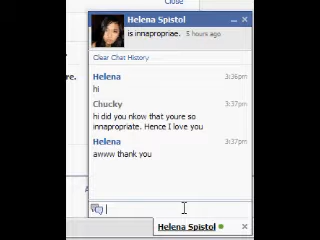 Close
Helena Spistol
is innapropriae. 5 hours ago
Clear Chat History
re.
Helena 3:36pm
hi
Chucky 3:37pm
hi did you nkow that youre so
innapropriate. Hence I love you
Helena 3:37pm
awww thank you
Helena Spistol